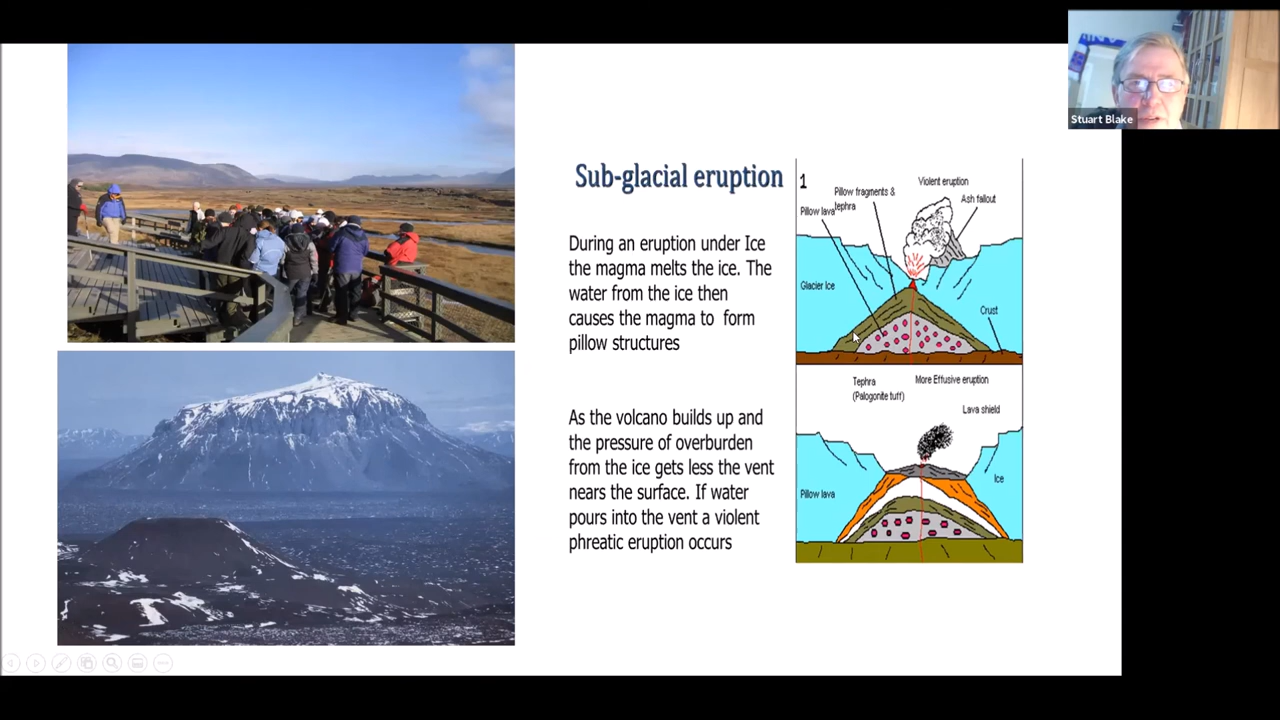 Stuart Blake
Sub-glacial eruption
During an eruption under Ice
the magma melts the ice. The
water from the ice then
causes the magma to form
pillow structures
As the volcano builds up and
the pressure of overburden
from the ice gets less the vent
nears the surface. If water
pours into the vent a violent
phreatic eruption occurs
1
Violent eruption
Pillow fragments &
tephra
Ash fallout
Pillow lava
Glacier Ice
Crust
Tephra
(Palogonite tuff)
More Effusive eruption
Lava shield
Ice
Pillow lava